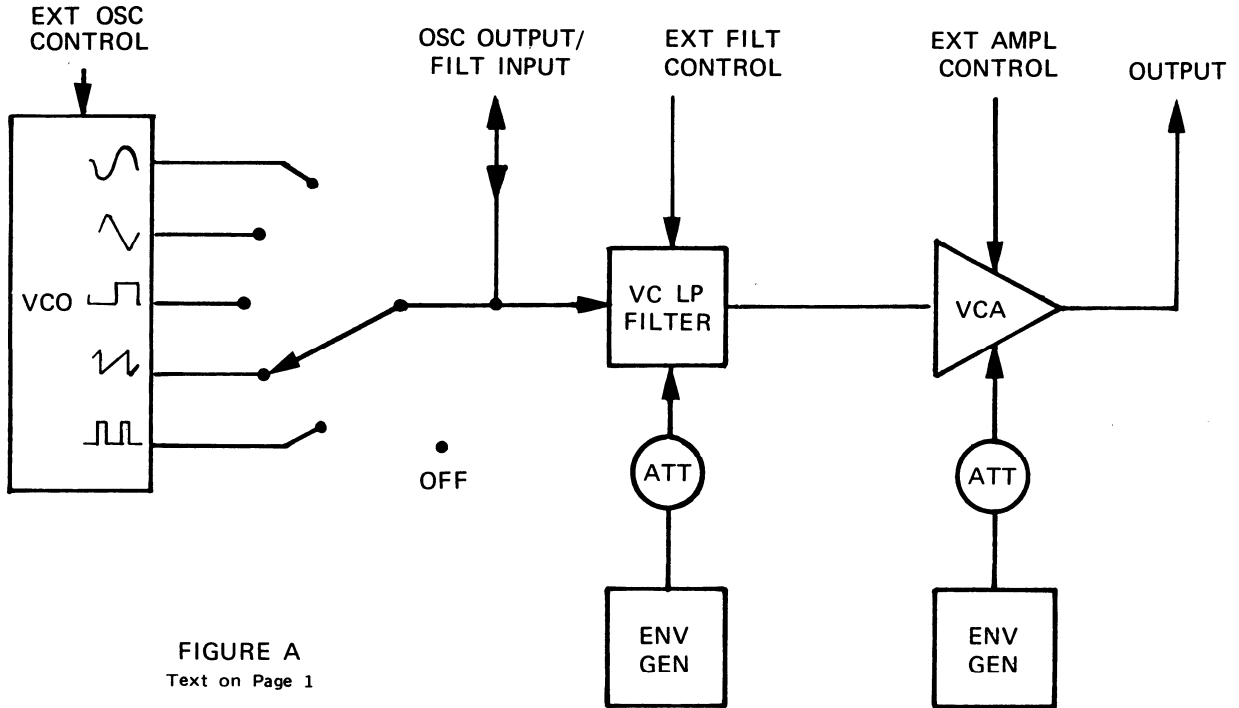 EXT OSC
CONTROL
OSC OUTPUT/
FILT INPUT
EXT FILT
CONTROL
EXT AMPL
CONTROL
OUTPUT
VCO
VC LP
FILTER
VCA
OFF
ATT
ATT
ENV
GEN
ENV
GEN
FIGURE A
Text on Page 1